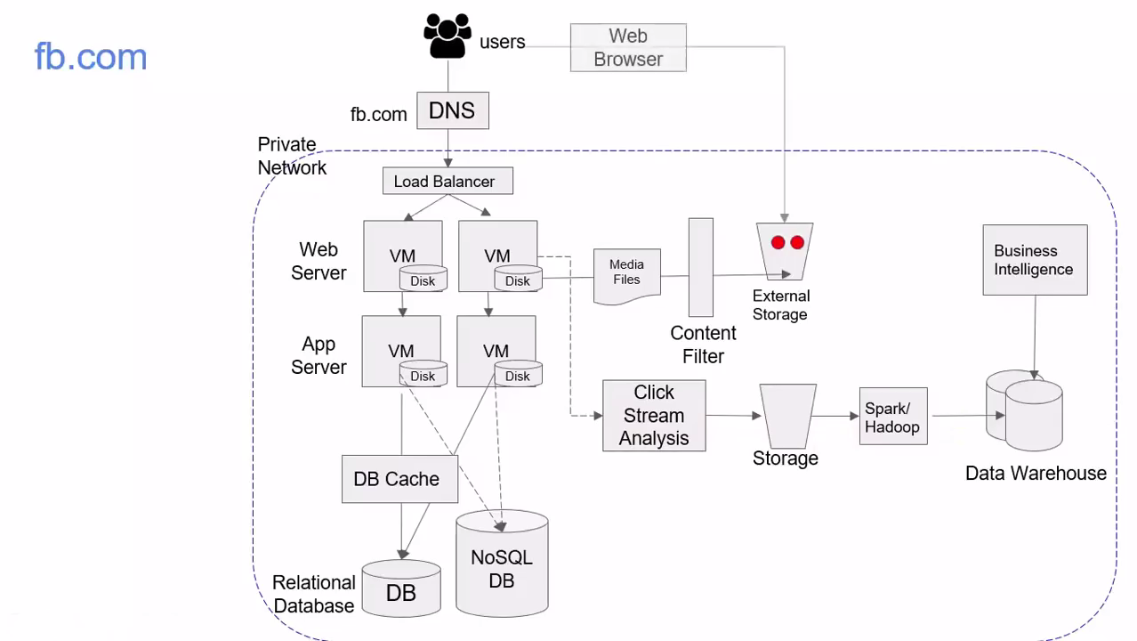 fb.com
users
Web
Browser
fb.com
DNS
Private
Network
Load Balancer
Web
Server
VM
Disk
VM
Disk
Media
Files
Content
Filter
External
Storage
Business
Intelligence
App
Server
VM
Disk
VM
Disk
Click
Stream
Analysis
Storage
Spark/
Hadoop
Data Warehouse
DB Cache
Relational
Database
DB
NoSQL
DB